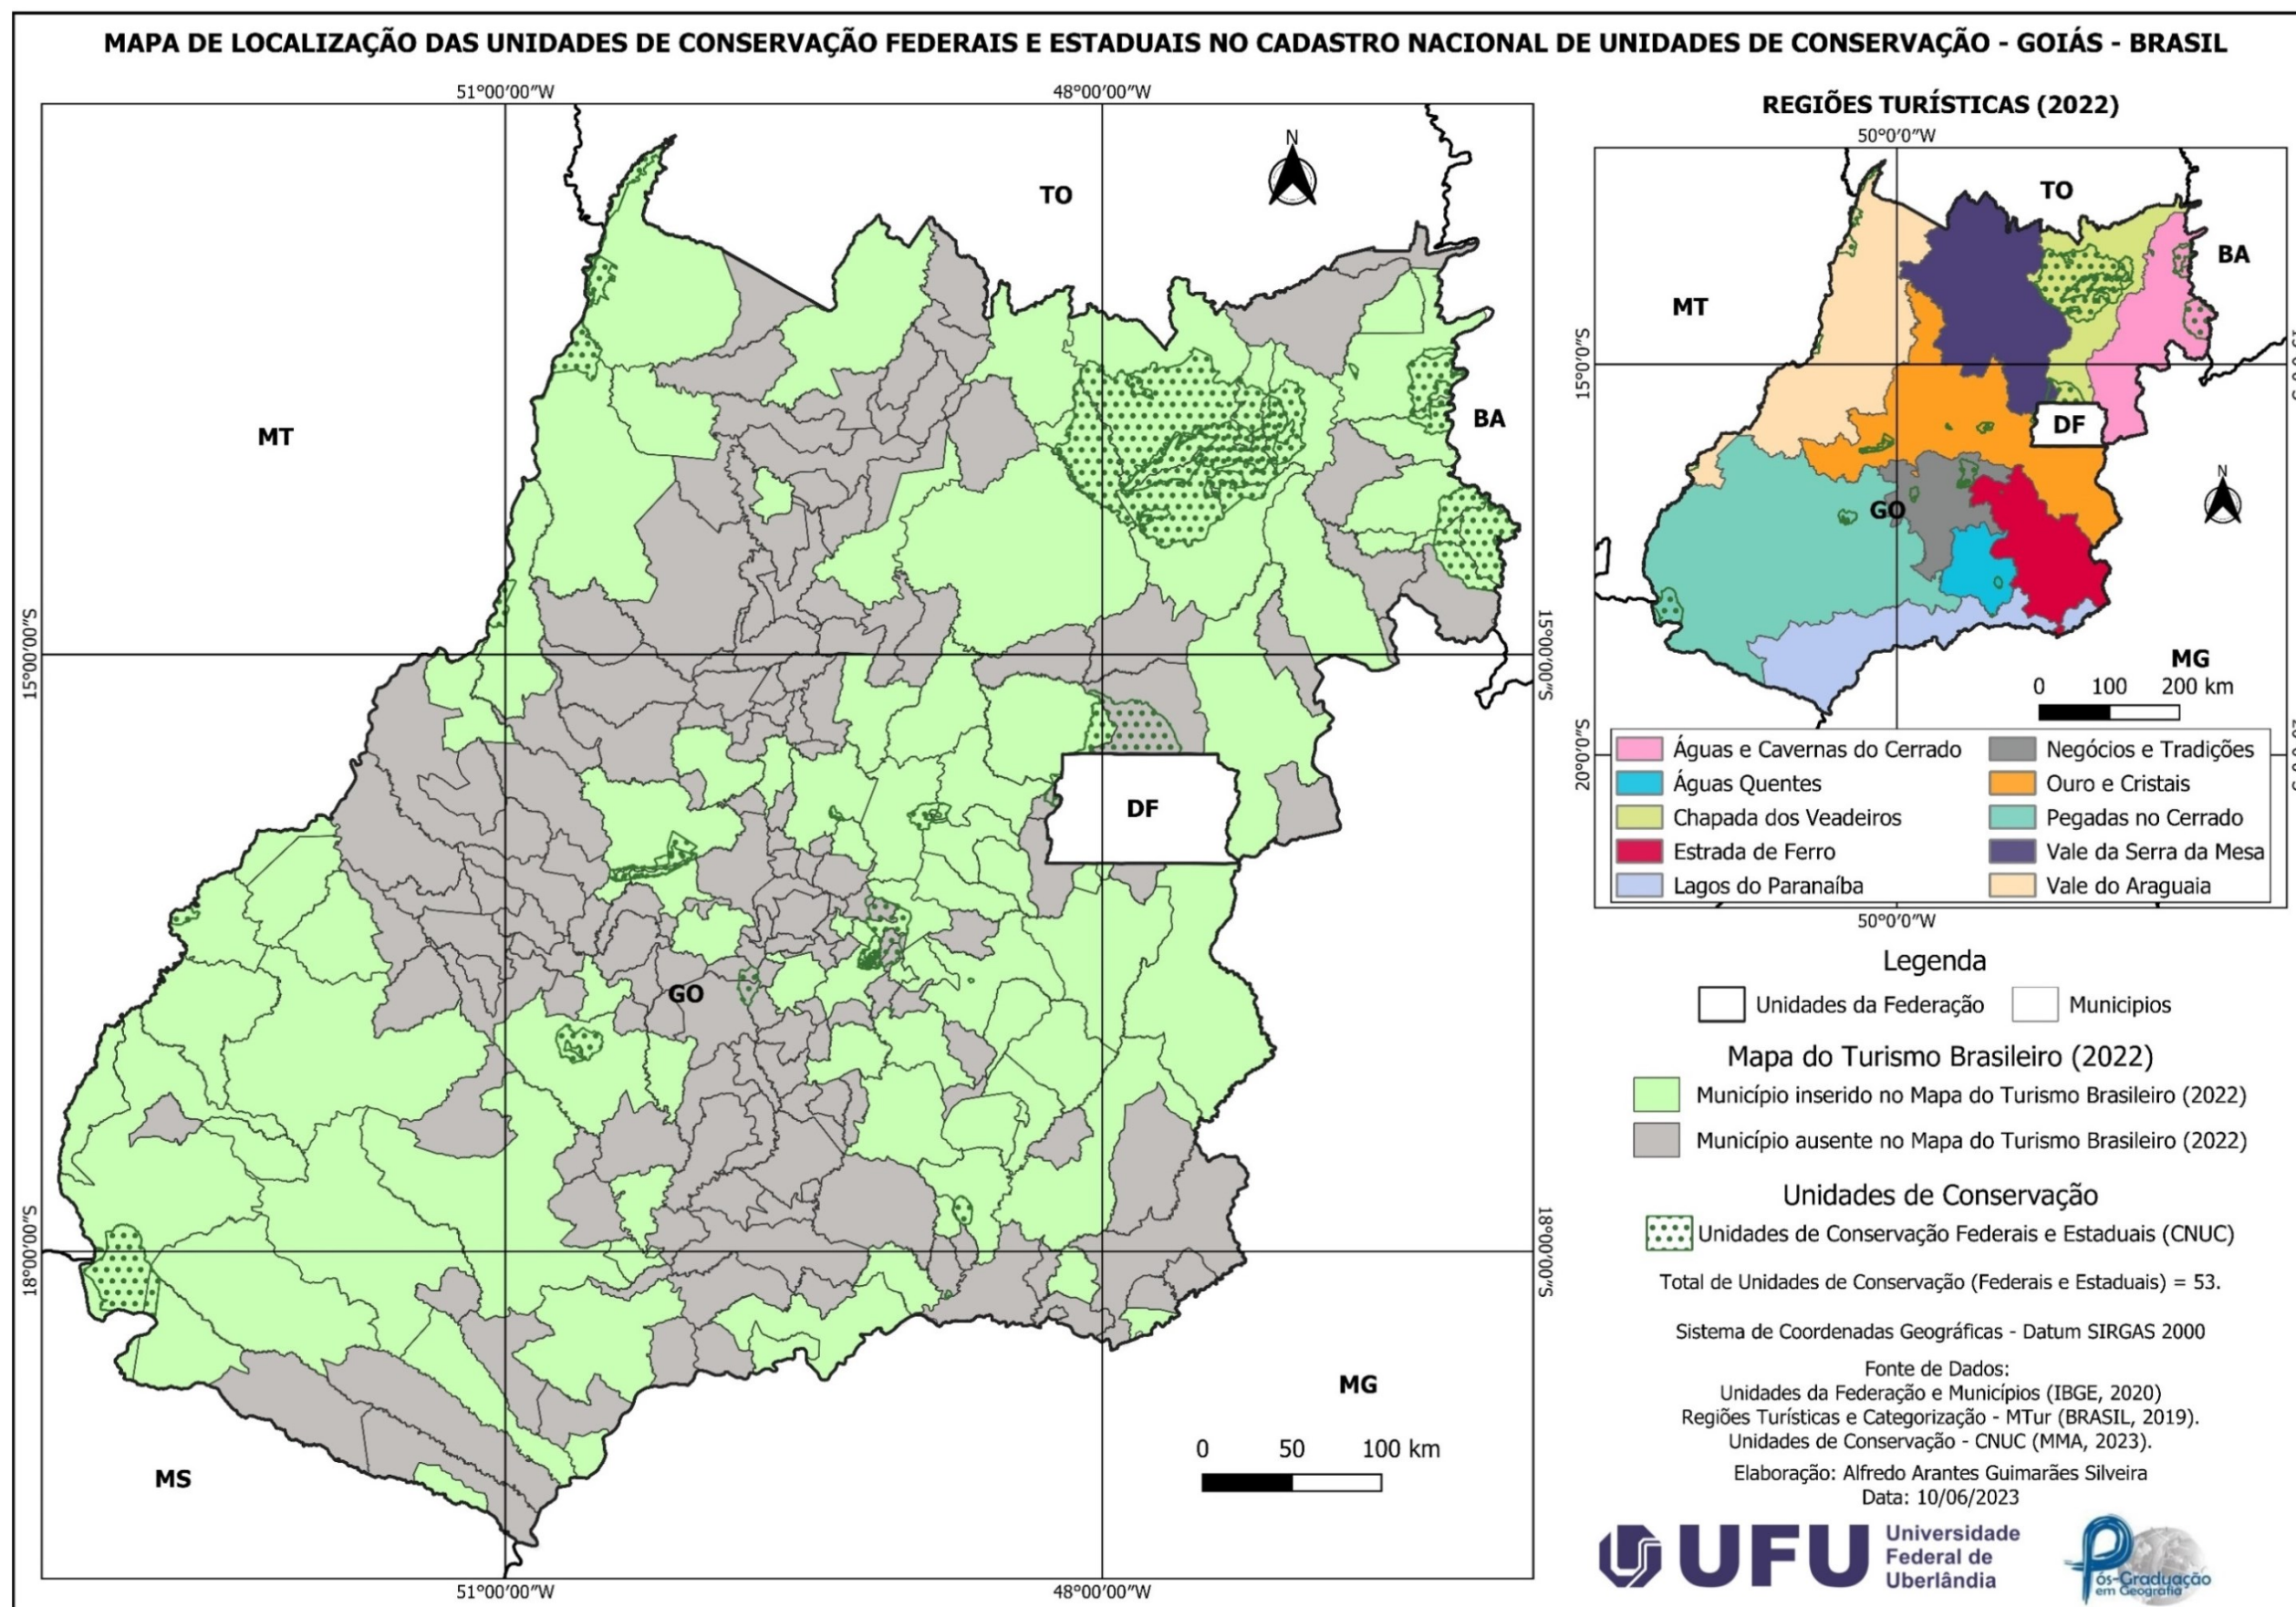 MAPA DE LOCALIZAÇÃO DAS UNIDADES DE CONSERVAÇÃO FEDERAIS E ESTADUAIS NO CADASTRO NACIONAL DE UNIDADES DE CONSERVAÇÃO - GOIÁS - BRASIL
51°00′00″W
48°00′00″W
N
TO
MT
BA
15°00′00″S
15°00′00″S
DF
GO
18°00′00″S
18°00′00″S
MG
0 50 100 km
MS
51°00′00″W
48°00′00″W
REGIÕES TURÍSTICAS (2022)
50°0′0″W
TO
BA
MT
15°0′0″S
DF
N
GO
MG
0 100 200 km
20°0′0″S
Águas e Cavernas do Cerrado
Águas Quentes
Chapada dos Veadeiros
Estrada de Ferro
Lagos do Paranaíba
Negócios e Tradições
Ouro e Cristais
Pegadas no Cerrado
Vale da Serra da Mesa
Vale do Araguaia
50°0′0″W
Legenda
Unidades da Federação
Municipios
Mapa do Turismo Brasileiro (2022)
Município inserido no Mapa do Turismo Brasileiro (2022)
Município ausente no Mapa do Turismo Brasileiro (2022)
Unidades de Conservação
Unidades de Conservação Federais e Estaduais (CNUC)
Total de Unidades de Conservação (Federais e Estaduais) = 53.
Sistema de Coordenadas Geográficas - Datum SIRGAS 2000
Fonte de Dados:
Unidades da Federação e Municípios (IBGE, 2020)
Regiões Turísticas e Categorização - MTur (BRASIL, 2019).
Unidades de Conservação - CNUC (MMA, 2023).
Elaboração: Alfredo Arantes Guimarães Silveira
Data: 10/06/2023
UFU
Universidade
Federal de
Uberlândia
Pós-Graduação
em Geografia